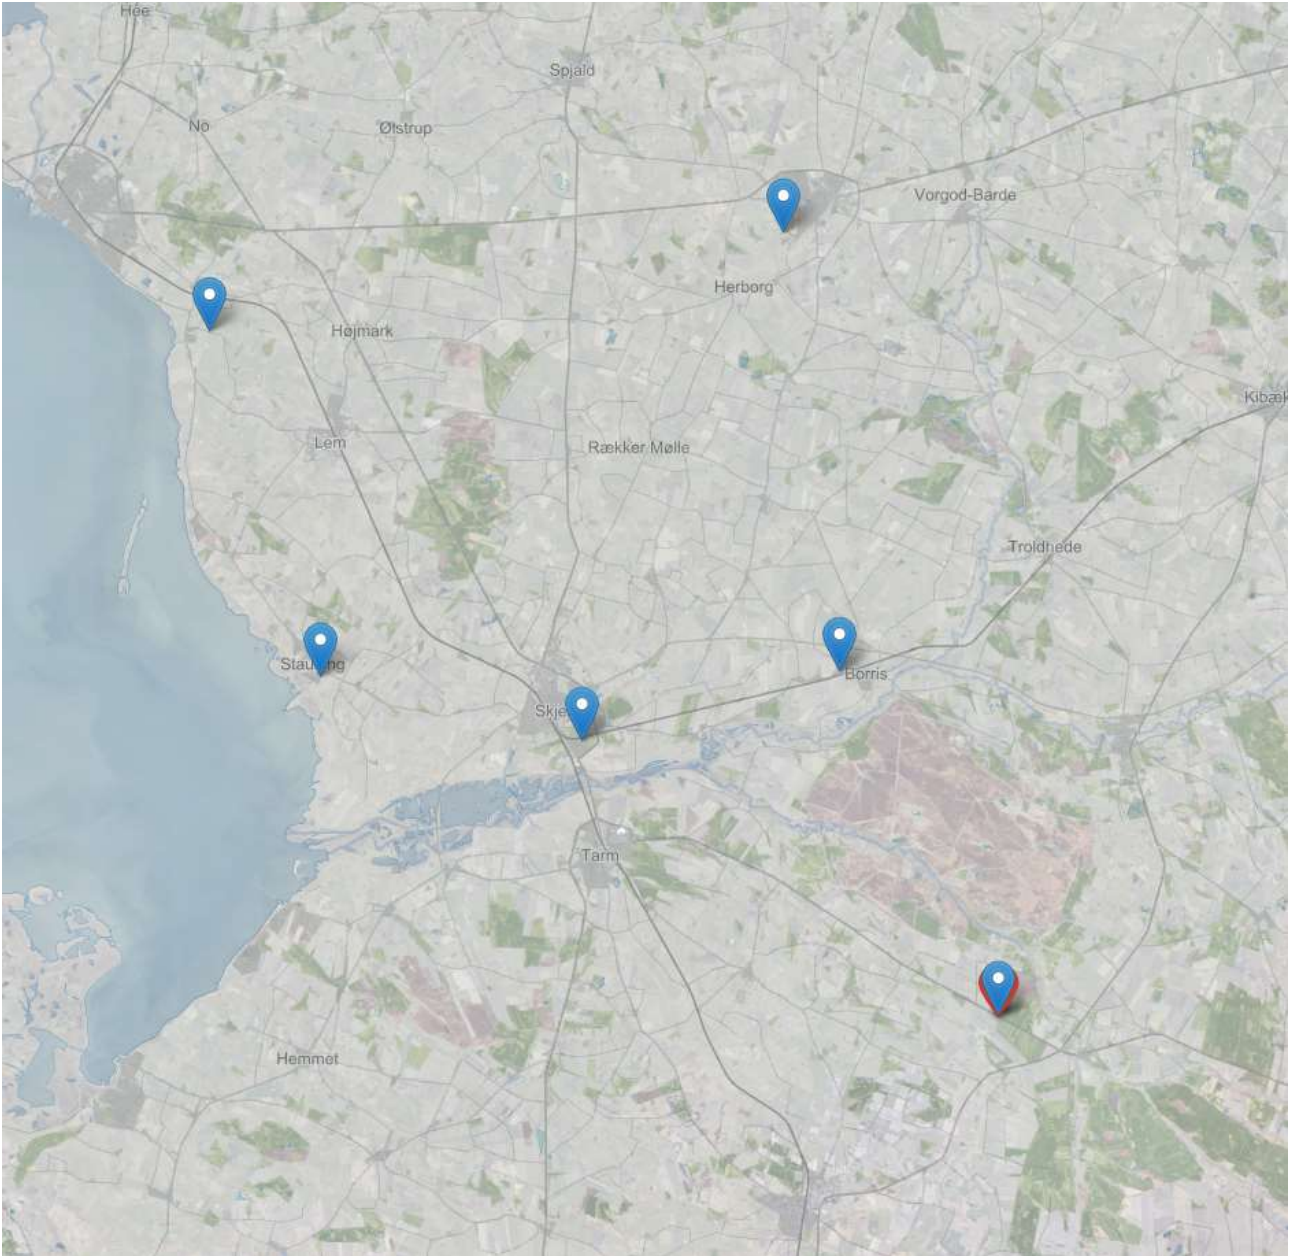 Hee
Spjald
No
Ølstrup
Vorgod-Barde
Herborg
Højmark
Kibæk
Lem
Rækker Mølle
Troldhede
Borris
Tarm
Hemmet